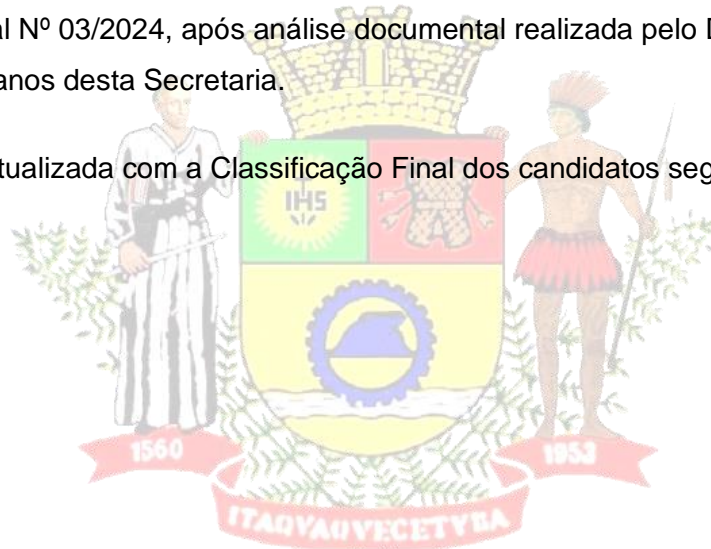 al Nº 03/2024, após análise documental realizada pelo D
anos desta Secretaria.
tualizada com a Classificação Final dos candidatos seg
IHS
1560
1953
ITAQVAQVECETVBA